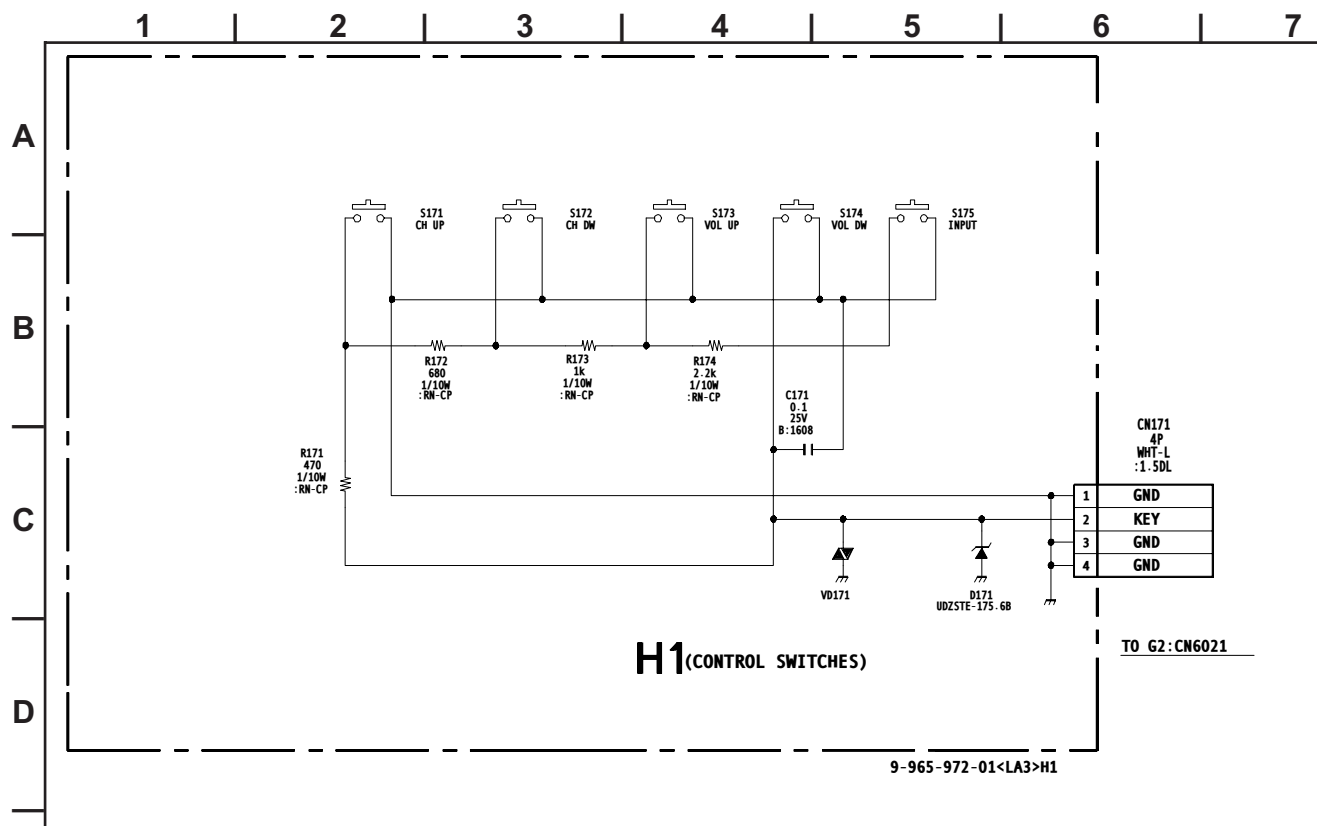 1 2 3 4 5 6 7
A
B
C
D
S171
CH UP
S172
CH DW
S173
VOL UP
S174
VOL DW
S175
INPUT
R172
680
1/10W
:RN-CP
R173
1k
1/10W
:RN-CP
R174
2.2k
1/10W
:RN-CP
C171
0.1
25V
B:1608
R171
470
1/10W
:RN-CP
CN171
4P
WHT-L
:1.5DL
1 GND
2 KEY
3 GND
4 GND
VD171
D171
UDZSTE-175.6B
H1(CONTROL SWITCHES)
TO G2:CN6021
9-965-972-01<LA3>H1